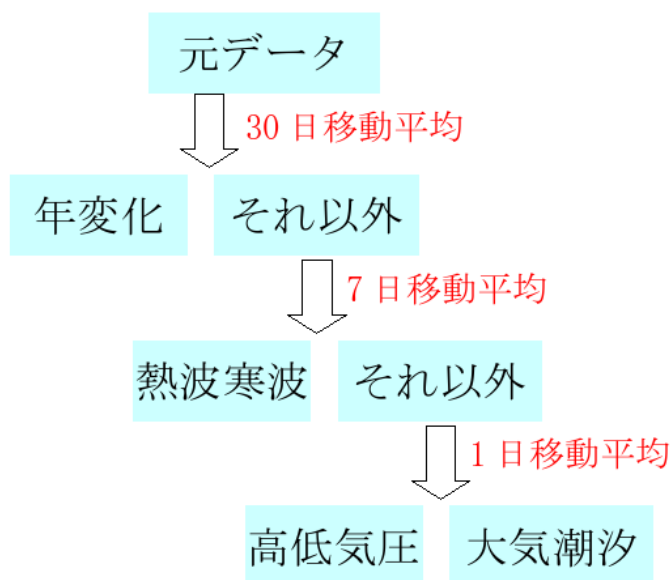 元データ
30日移動平均
年変化
それ以外
7日移動平均
熱波寒波
それ以外
1日移動平均
高低気圧
大気潮汐